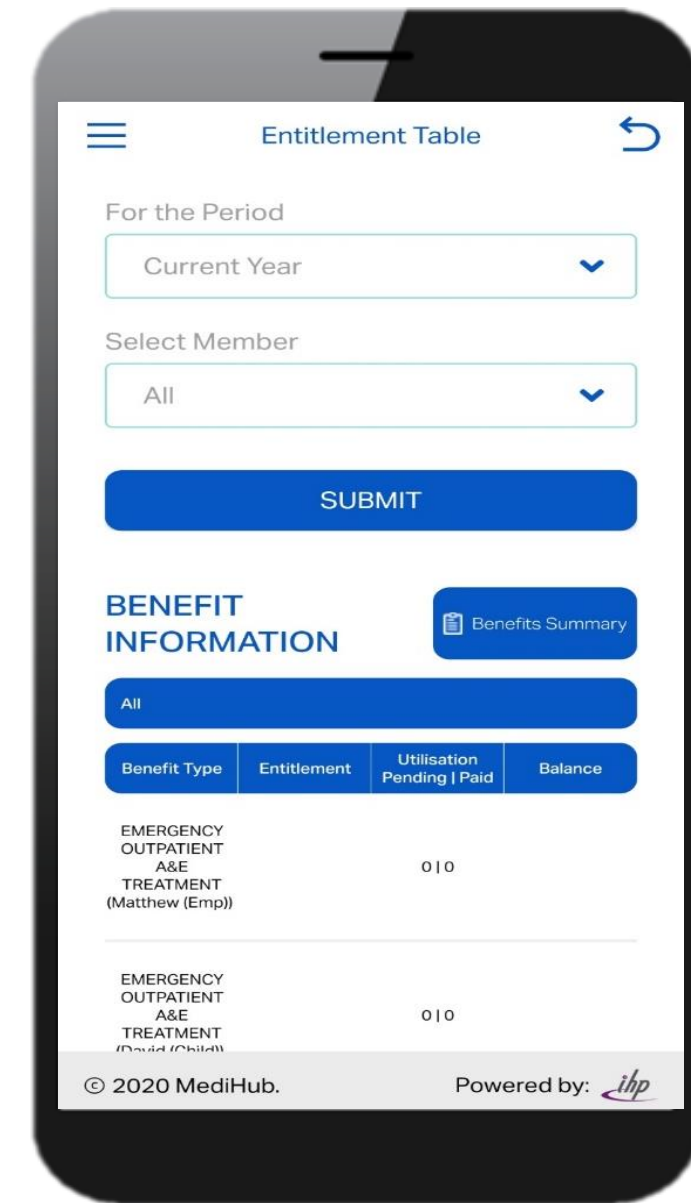 Entitlement Table
For the Period
Current Year
Select Member
All
SUBMIT
BENEFIT
INFORMATION
Benefits Summary
All
Benefit Type
Entitlement
Utilisation
Pending | Paid
Balance
EMERGENCY
OUTPATIENT
A&E
TREATMENT
(Matthew (Emp))
0 | 0
EMERGENCY
OUTPATIENT
A&E
TREATMENT
(David (Child))
0 | 0
© 2020 MediHub.
Powered by: ihp